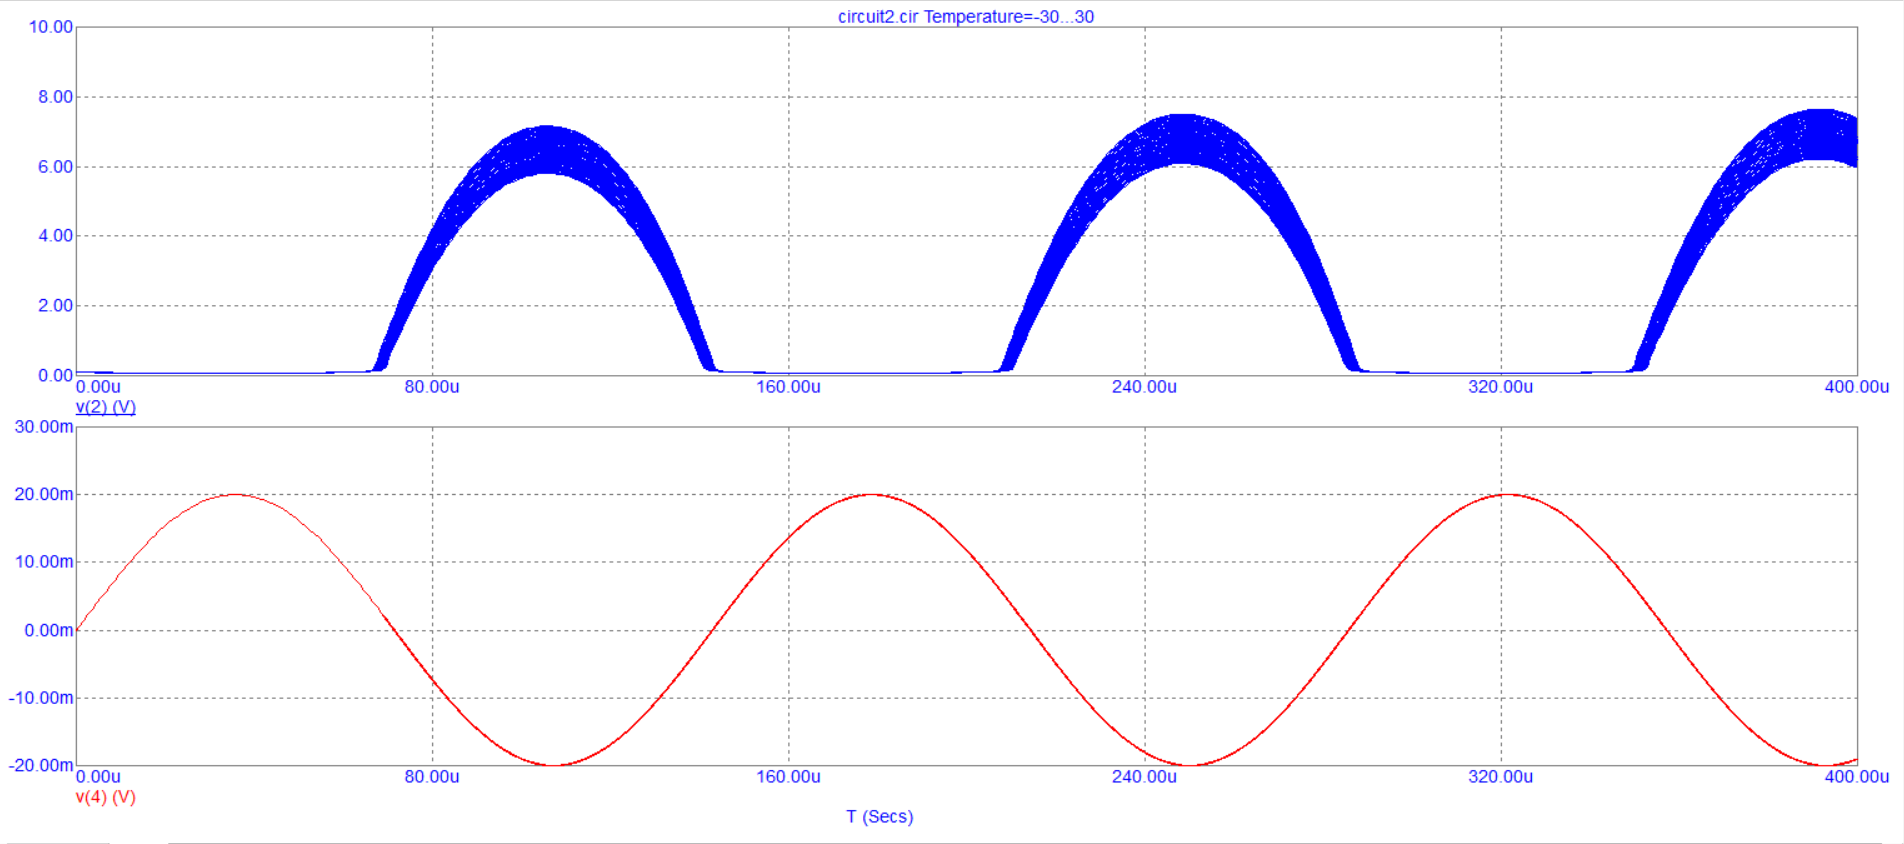 circuit2.cir Temperature=-30...30
10.00
8.00
6.00
4.00
2.00
0.00
0.00u 80.00u 160.00u 240.00u 320.00u 400.00u
v(2) (V)
30.00m
20.00m
10.00m
0.00m
-10.00m
-20.00m
0.00u 80.00u 160.00u 240.00u 320.00u 400.00u
v(4) (V)
T (Secs)